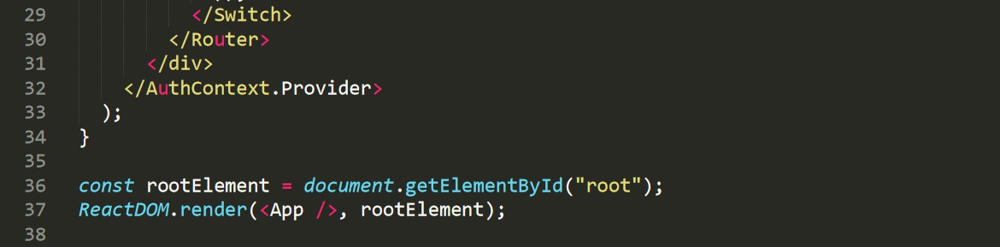 29 </Switch>
30 </Router>
31 </div>
32 </AuthContext.Provider>
33 );
34 }
35
36 const rootElement = document.getElementById("root");
37 ReactDOM.render(<App />, rootElement);
38